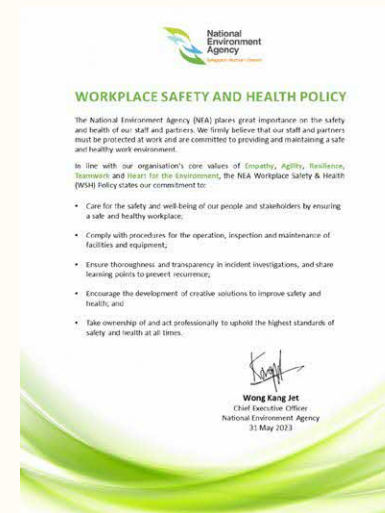 National
Environment
Agency
Safeguard • Nurture • Cherish
WORKPLACE SAFETY AND HEALTH POLICY
The National Environment Agency (NEA) places great importance on the safety
and health of our staff and partners. We firmly believe that our staff and partners
must be protected at work and are committed to providing and maintaining a safe
and healthy work environment.
In line with our organisation's core values of Empathy, Agility, Resilience,
Teamwork and Heart for the Environment, the NEA Workplace Safety & Health
(WSH) Policy states our commitment to:
• Care for the safety and well-being of our people and stakeholders by ensuring
a safe and healthy workplace;
• Comply with procedures for the operation, inspection and maintenance of
facilities and equipment;
• Ensure thoroughness and transparency in incident investigations, and share
learning points to prevent recurrence;
• Encourage the development of creative solutions to improve safety and
health; and
• Take ownership of and act professionally to uphold the highest standards of
safety and health at all times.
Wong Kang Jet
Chief Executive Officer
National Environment Agency
31 May 2023